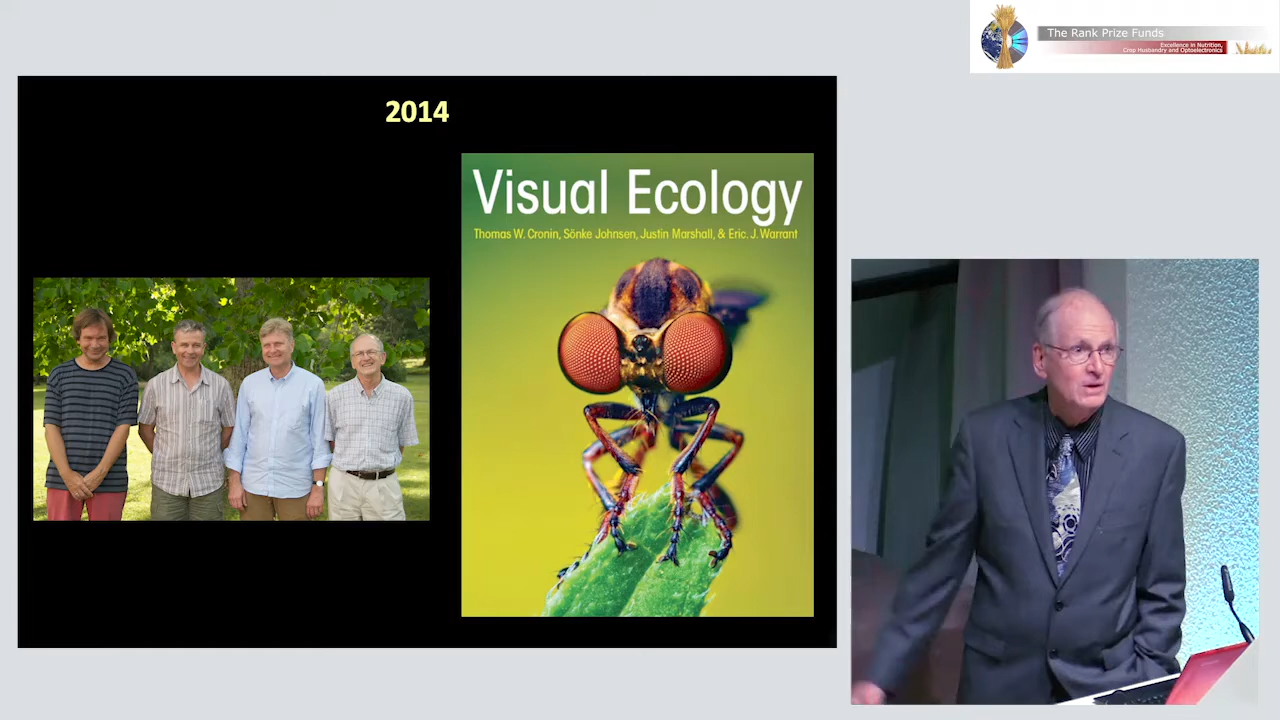 The Rank Prize Funds
Excellence in Nutrition,
Crop Husbandry and Optoelectronics
2014
Visual Ecology
Thomas W. Cronin, Sönke Johnsen, Justin Marshall, & Eric. J. Warrant